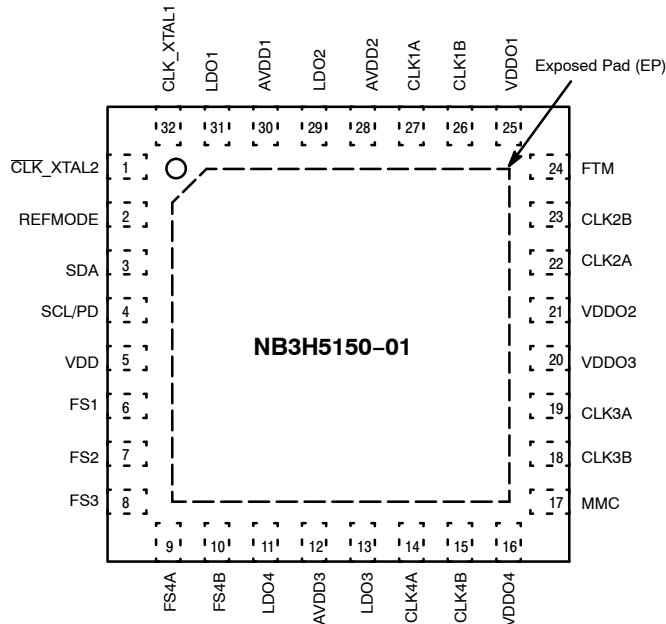 CLK_XTAL1
LDO1
AVDD1
LDO2
AVDD2
CLK1A
CLK1B
VDDO1
Exposed Pad (EP)
32 31 30 29 28 27 26 25
C̅L̅K̅_XTAL2 1
REFMODE 2
SDA 3
SCL/PD 4
VDD 5
FS1 6
FS2 7
FS3 8
NB3H5150−01
24 FTM
23 CLK2B
22 CLK2A
21 VDDO2
20 VDDO3
19 CLK3A
18 CLK3B
17 MMC
9 10 11 12 13 14 15 16
FS4A
FS4B
LDO4
AVDD3
LDO3
CLK4A
CLK4B
VDDO4